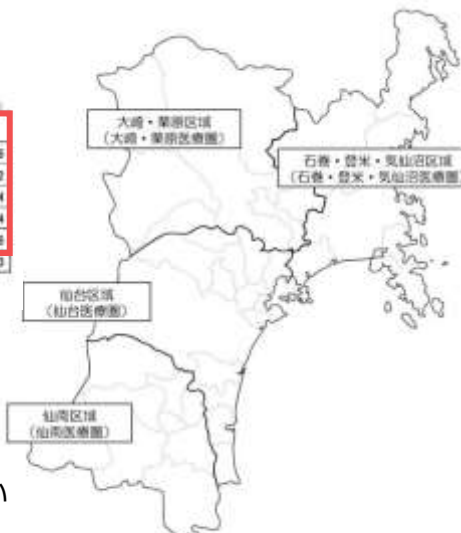 大崎・栗原区域
(大崎・栗原医療圏)
石巻・登米・気仙沼区域
(石巻・登米・気仙沼医療圏)
仙台区域
(仙台医療圏)
仙南区域
(仙南医療圏)
い